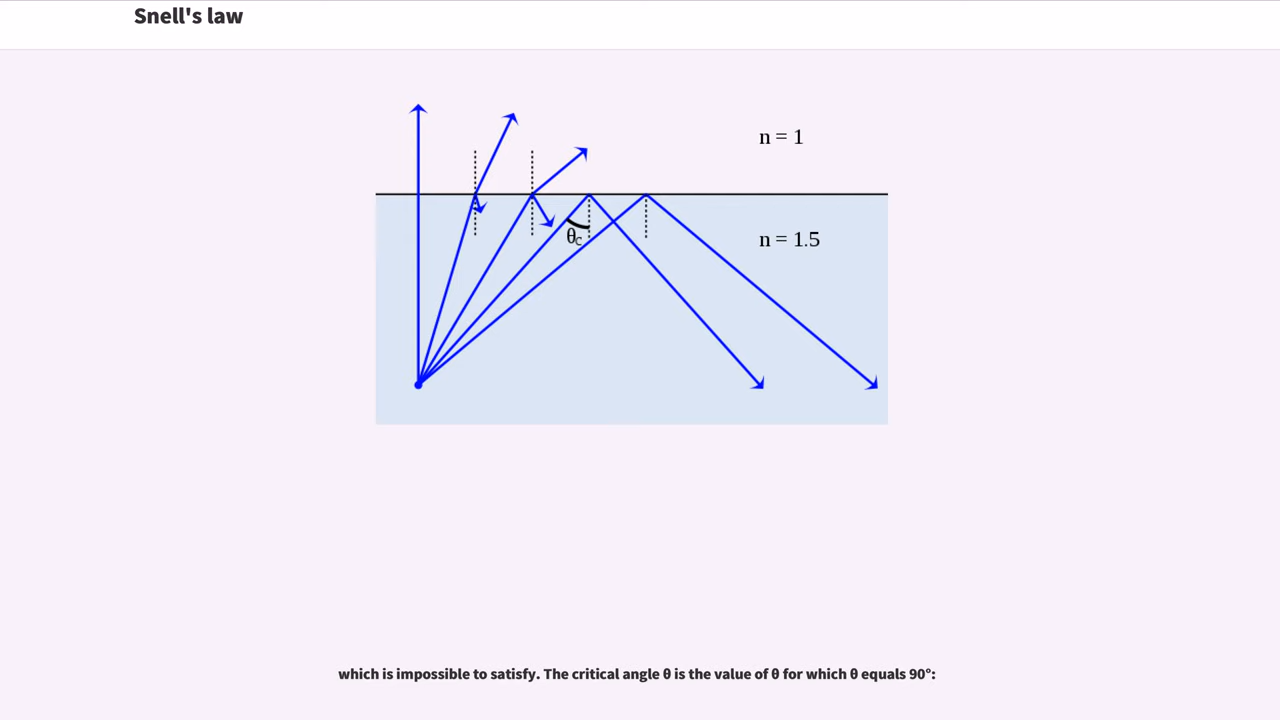 Snell's law
n = 1
n = 1.5
θc
which is impossible to satisfy. The critical angle θ is the value of θ for which θ equals 90°: